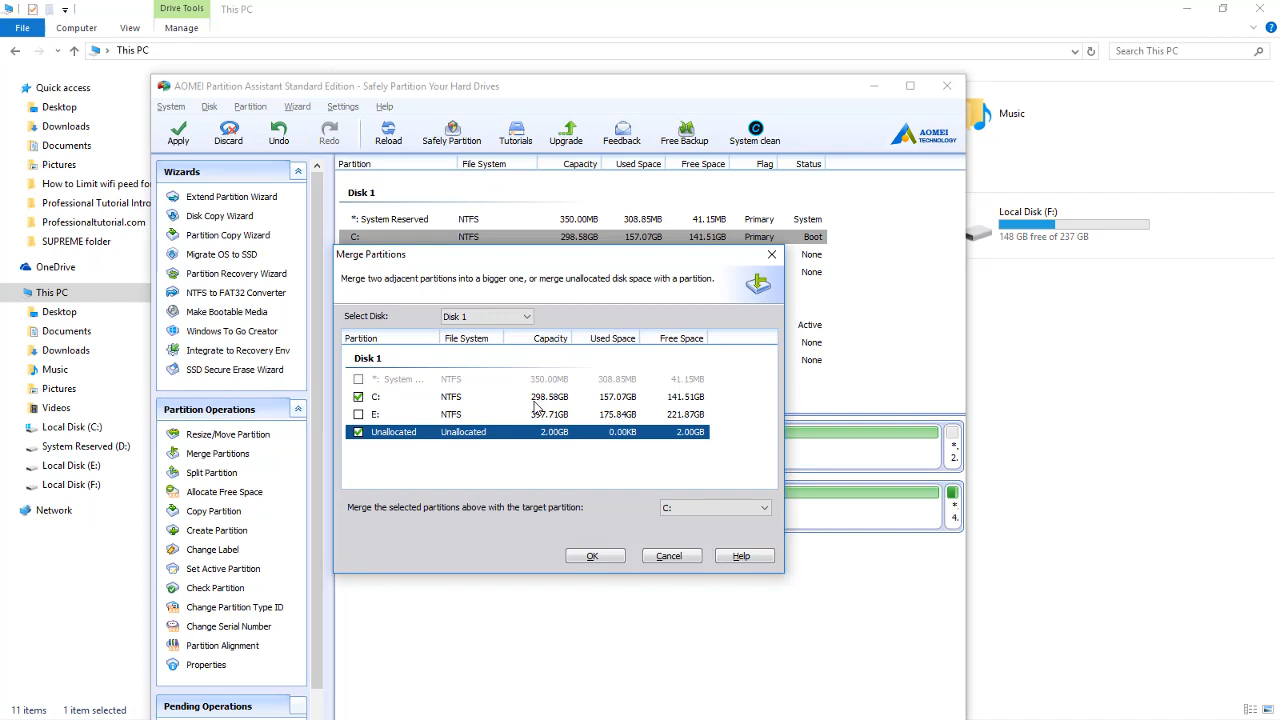 Drive Tools
This PC
File
Computer
View
Manage
This PC
Search This PC
Quick access
Desktop
Downloads
Documents
Pictures
How to Limit wifi peed for
Professional Tutorial Intro
Professionaltutorial.com
SUPREME folder
OneDrive
This PC
Desktop
Documents
Downloads
Music
Pictures
Videos
Local Disk (C:)
System Reserved (D:)
Local Disk (E:)
Local Disk (F:)
Network
11 items
1 item selected
AOMEI Partition Assistant Standard Edition - Safely Partition Your Hard Drives
System Disk Partition Wizard Settings Help
Apply Discard Undo Redo Reload Safely Partition Tutorials Upgrade Feedback Free Backup System clean
AOMEI
TECHNOLOGY
Wizards
Extend Partition Wizard
Disk Copy Wizard
Partition Copy Wizard
Migrate OS to SSD
Partition Recovery Wizard
NTFS to FAT32 Converter
Make Bootable Media
Windows To Go Creator
Integrate to Recovery Env
SSD Secure Erase Wizard
Partition Operations
Resize/Move Partition
Merge Partitions
Split Partition
Allocate Free Space
Copy Partition
Create Partition
Change Label
Set Active Partition
Check Partition
Change Partition Type ID
Change Serial Number
Partition Alignment
Properties
Pending Operations
Partition File System Capacity Used Space Free Space Flag Status
Disk 1
*: System Reserved NTFS 350.00MB 308.85MB 41.15MB Primary System
C: NTFS 298.58GB 157.07GB 141.51GB Primary Boot
None
None
Active
None
None
*.
2.
*
4.
Merge Partitions
Merge two adjacent partitions into a bigger one, or merge unallocated disk space with a partition.
Select Disk: Disk 1
Partition File System Capacity Used Space Free Space
Disk 1
*: System ... NTFS 350.00MB 308.85MB 41.15MB
C: NTFS 298.58GB 157.07GB 141.51GB
E: NTFS 397.71GB 175.84GB 221.87GB
Unallocated Unallocated 2.00GB 0.00KB 2.00GB
Merge the selected partitions above with the target partition: C:
OK Cancel Help
Music
Local Disk (F:)
148 GB free of 237 GB